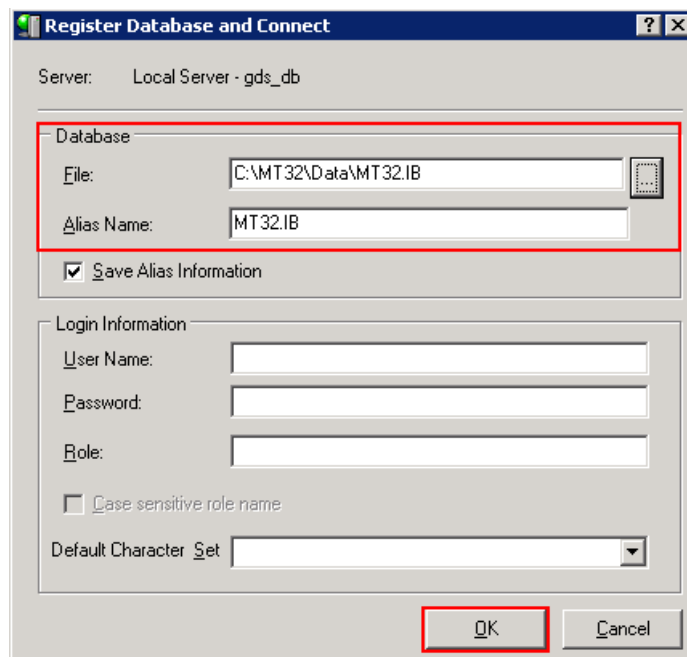 Register Database and Connect
Server: Local Server - gds_db
Database
File: C:\MT32\Data\MT32.IB ...
Alias Name: MT32.IB
Save Alias Information
Login Information
User Name:
Password:
Role:
Case sensitive role name
Default Character Set
OK Cancel